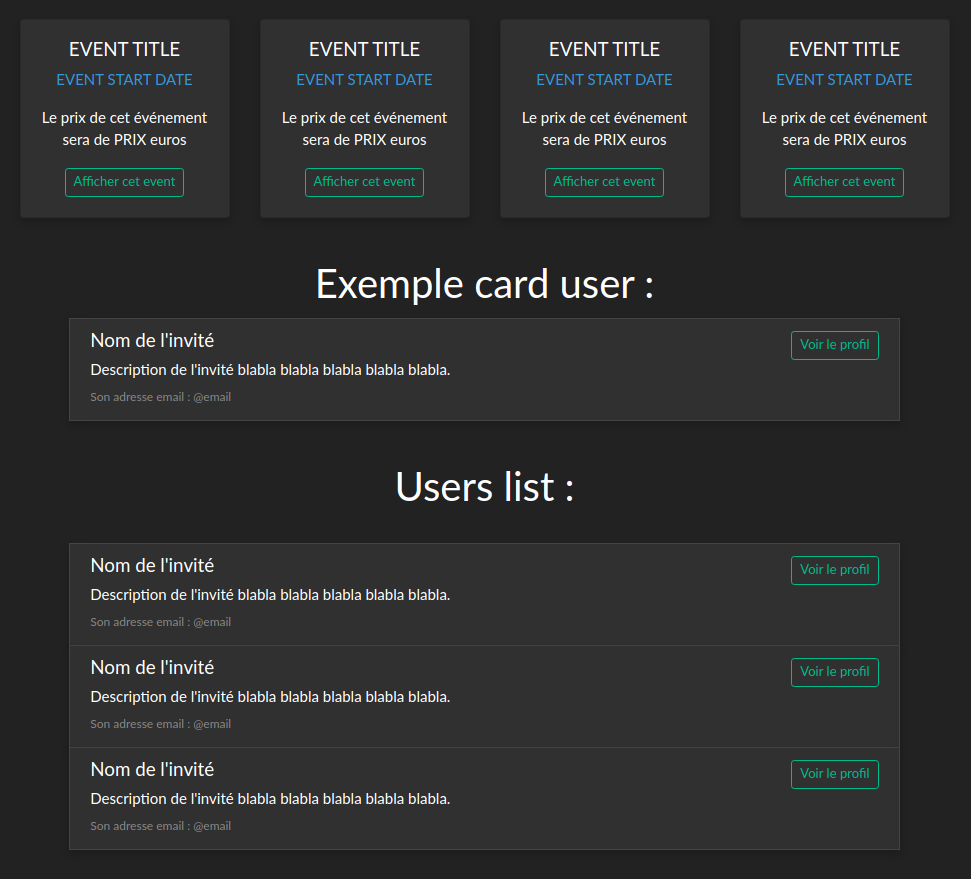 EVENT TITLE
EVENT START DATE
Le prix de cet événement
sera de PRIX euros
Afficher cet event
EVENT TITLE
EVENT START DATE
Le prix de cet événement
sera de PRIX euros
Afficher cet event
EVENT TITLE
EVENT START DATE
Le prix de cet événement
sera de PRIX euros
Afficher cet event
EVENT TITLE
EVENT START DATE
Le prix de cet événement
sera de PRIX euros
Afficher cet event
Exemple card user :
Nom de l'invité
Voir le profil
Description de l'invité blabla blabla blabla blabla blabla.
Son adresse email : @email
Users list :
Nom de l'invité
Voir le profil
Description de l'invité blabla blabla blabla blabla blabla.
Son adresse email : @email
Nom de l'invité
Voir le profil
Description de l'invité blabla blabla blabla blabla blabla.
Son adresse email : @email
Nom de l'invité
Voir le profil
Description de l'invité blabla blabla blabla blabla blabla.
Son adresse email : @email